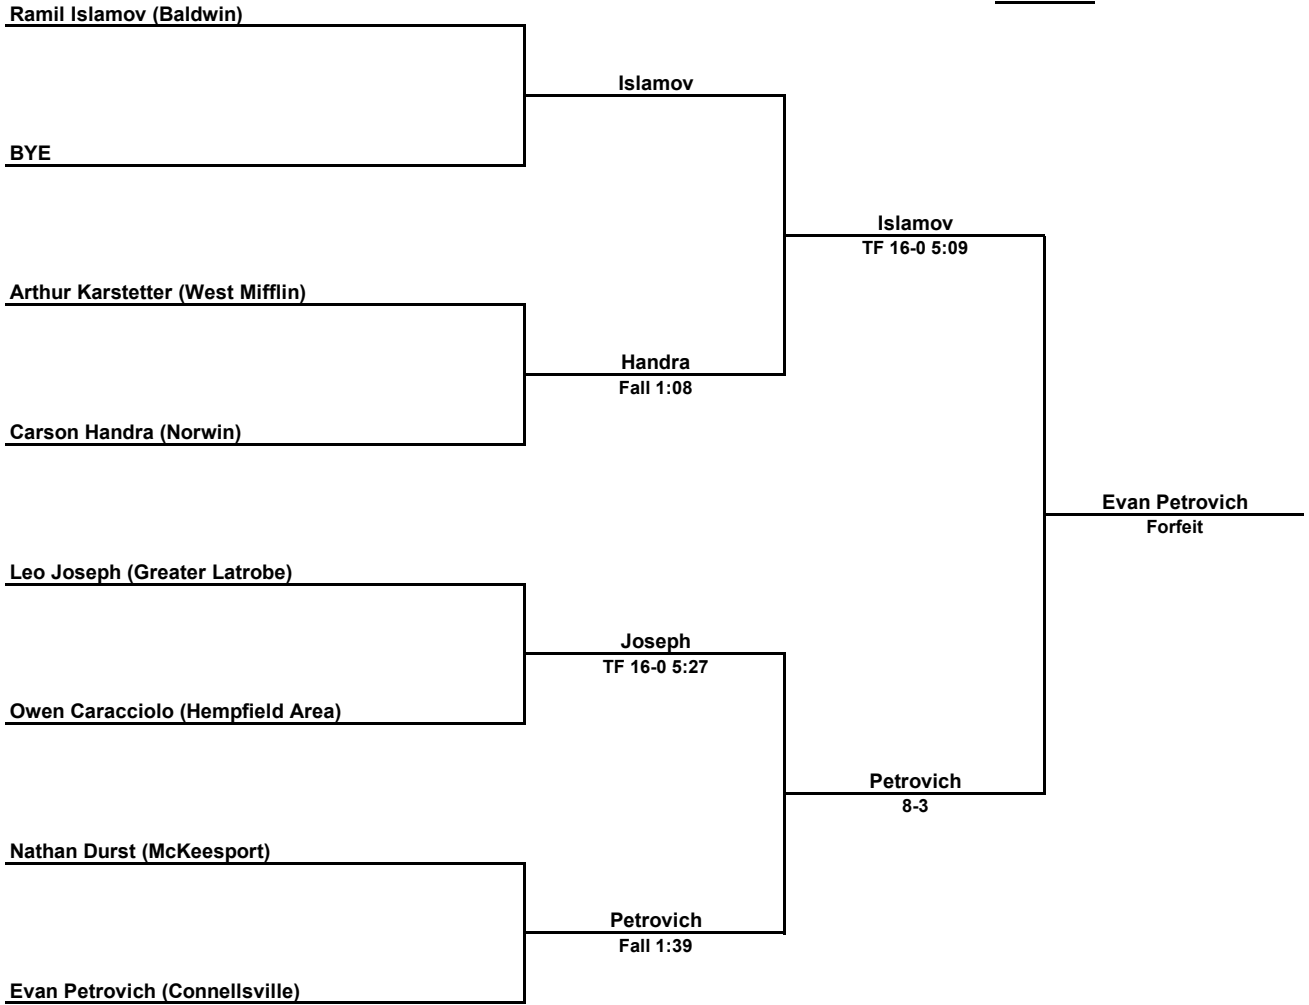 Ramil Islamov (Baldwin)
Islamov
BYE
Islamov
TF 16-0 5:09
Arthur Karstetter (West Mifflin)
Handra
Fall 1:08
Carson Handra (Norwin)
Evan Petrovich
Forfeit
Leo Joseph (Greater Latrobe)
Joseph
TF 16-0 5:27
Owen Caracciolo (Hempfield Area)
Petrovich
8-3
Nathan Durst (McKeesport)
Petrovich
Fall 1:39
Evan Petrovich (Connellsville)